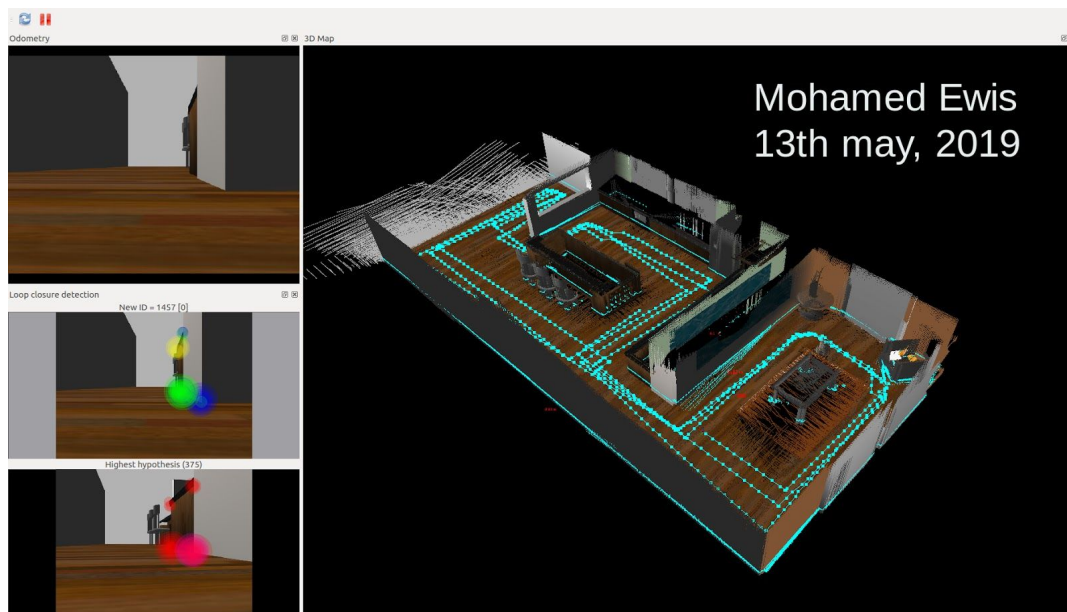 Odometry
3D Map
Mohamed Ewis
13th may, 2019
Loop closure detection
New ID = 1457 [0]
Highest hypothesis (375)